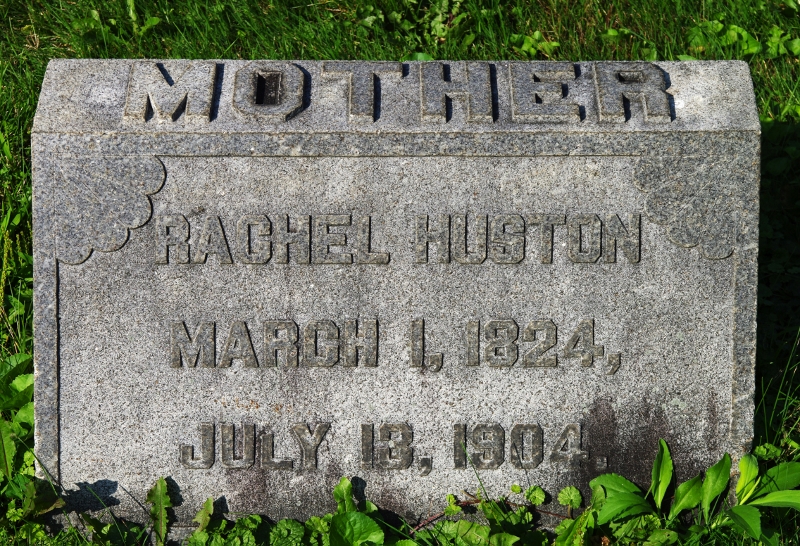 MOTHER
RACHEL HUSTON
MARCH 1, 1824,
JULY 13, 1904.